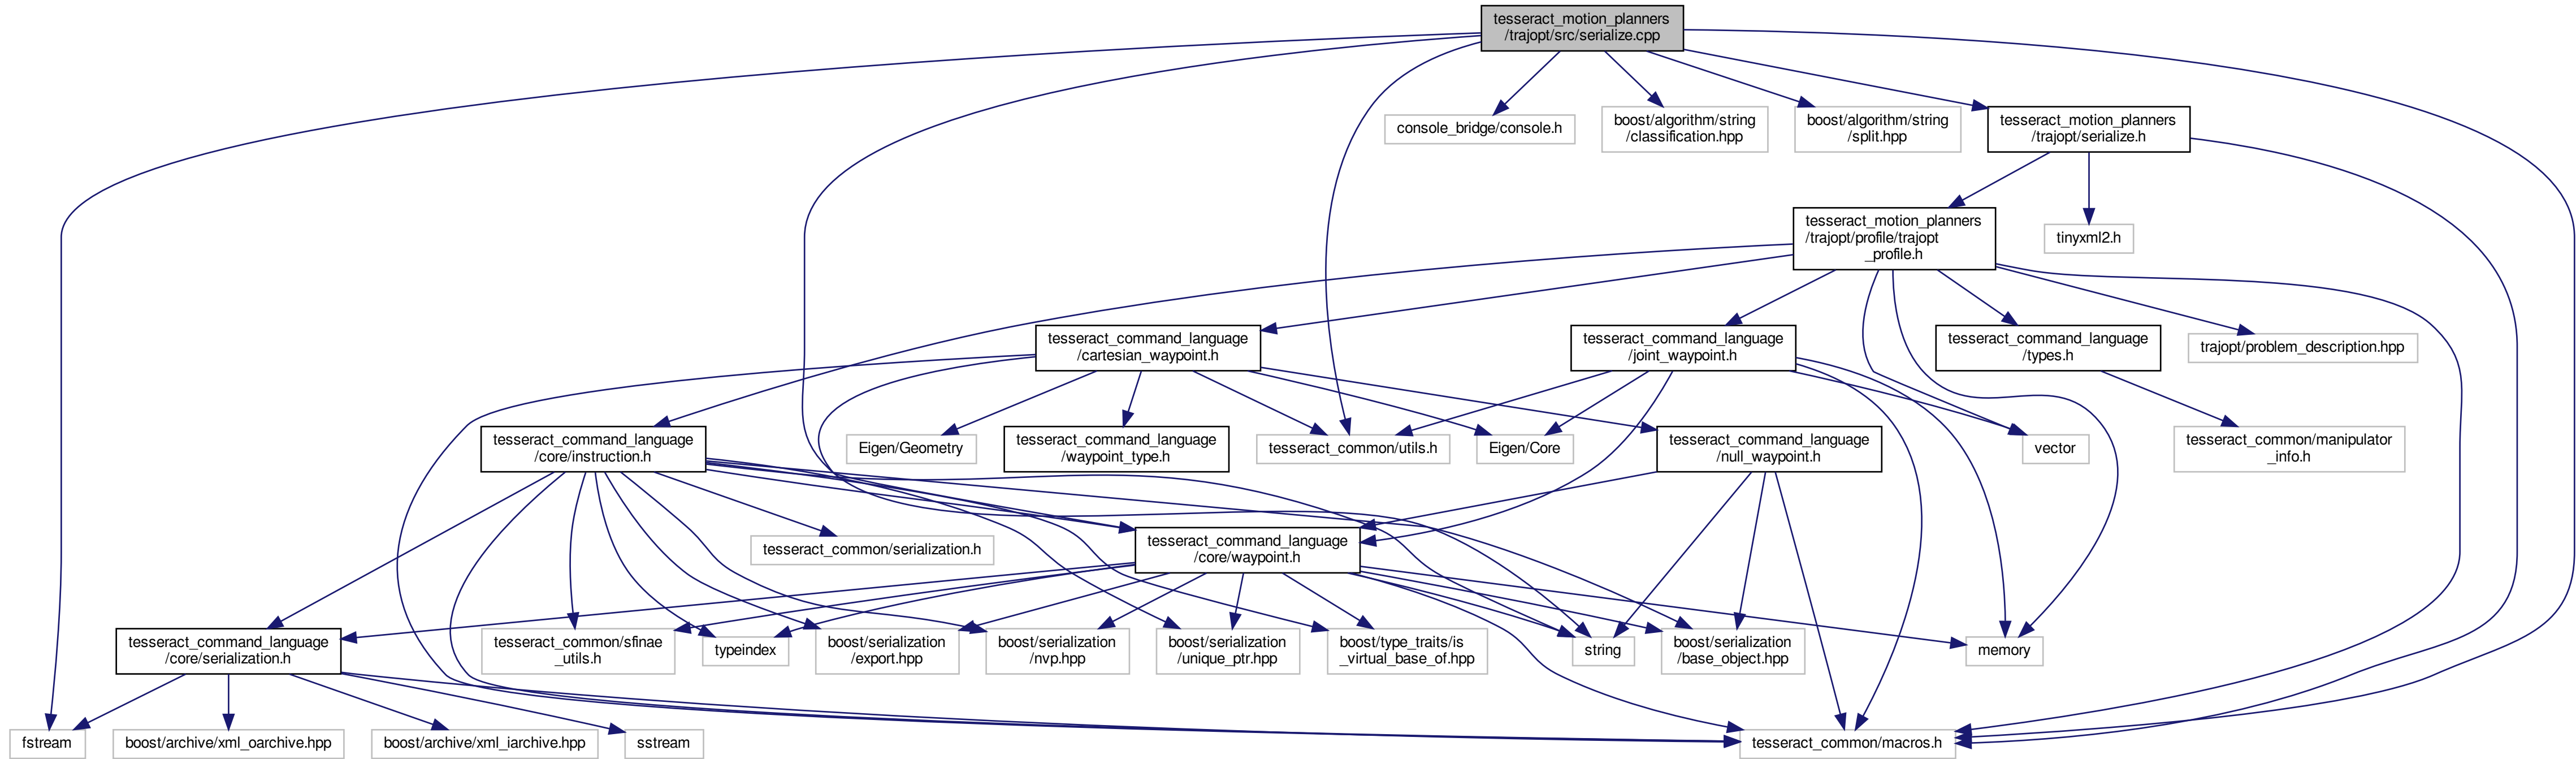 tesseract_motion_planners
/trajopt/src/serialize.cpp
console_bridge/console.h
boost/algorithm/string
/classification.hpp
boost/algorithm/string
/split.hpp
tesseract_motion_planners
/trajopt/serialize.h
tesseract_motion_planners
/trajopt/profile/trajopt
_profile.h
tinyxml2.h
tesseract_command_language
/cartesian_waypoint.h
tesseract_command_language
/joint_waypoint.h
tesseract_command_language
/types.h
trajopt/problem_description.hpp
tesseract_command_language
/core/instruction.h
Eigen/Geometry
tesseract_command_language
/waypoint_type.h
tesseract_common/utils.h
Eigen/Core
tesseract_command_language
/null_waypoint.h
vector
tesseract_common/manipulator
_info.h
tesseract_common/serialization.h
tesseract_command_language
/core/waypoint.h
tesseract_command_language
/core/serialization.h
tesseract_common/sfinae
_utils.h
typeindex
boost/serialization
/export.hpp
boost/serialization
/nvp.hpp
boost/serialization
/unique_ptr.hpp
boost/type_traits/is
_virtual_base_of.hpp
string
boost/serialization
/base_object.hpp
memory
fstream
boost/archive/xml_oarchive.hpp
boost/archive/xml_iarchive.hpp
sstream
tesseract_common/macros.h